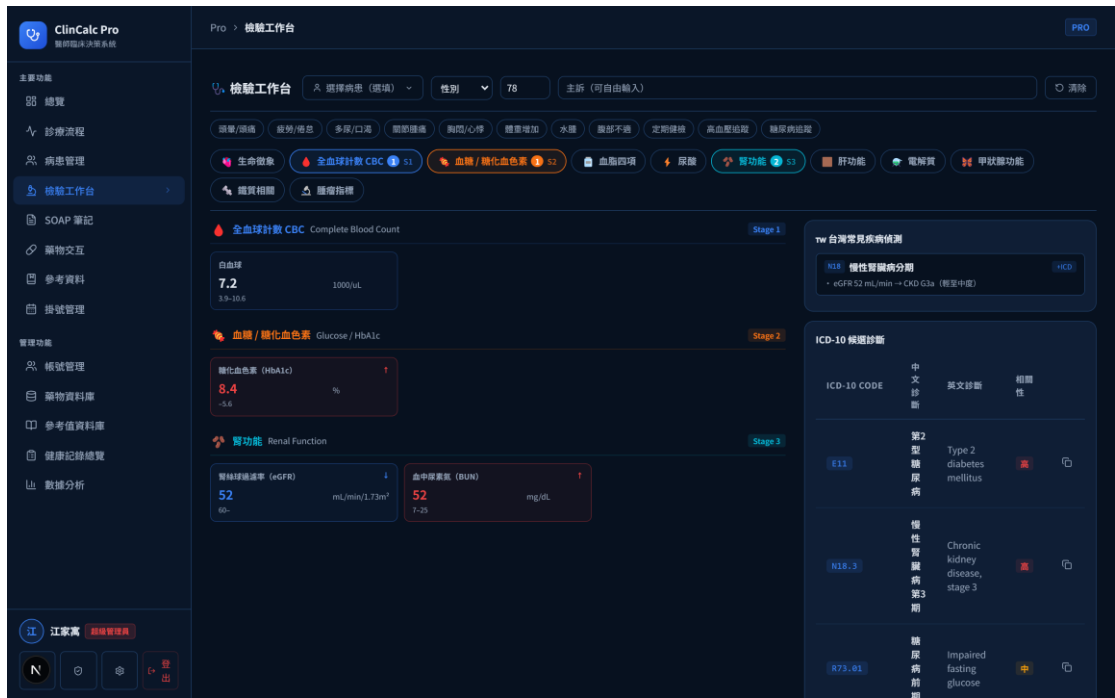 ClinCalc Pro
醫師臨床決策系統
主要功能
總覽
診療流程
病患管理
檢驗工作台
SOAP 筆記
藥物交互
參考資料
掛號管理
管理功能
帳號管理
藥物資料庫
參考值資料庫
健康記錄總覽
數據分析
江
江家寓 超級管理員
N
登出
Pro > 檢驗工作台
PRO
檢驗工作台 選擇病患（選填） 性別 78 主訴（可自由輸入） 清除
頭暈/頭痛 疲勞/倦怠 多尿/口渴 關節腫痛 胸悶/心悸 體重增加 水腫 腹部不適 定期健檢 高血壓追蹤 糖尿病追蹤
生命徵象 全血球計數 CBC 1 S1 血糖 / 糖化血色素 1 S2 血脂四項 尿酸 腎功能 2 S3 肝功能 電解質 甲狀腺功能
鐵質相關 腫瘤指標
全血球計數 CBC Complete Blood Count Stage 1
白血球
7.2 1000/uL
3.9–10.6
血糖 / 糖化血色素 Glucose / HbA1c Stage 2
糖化血色素（HbA1c） ↑
8.4 %
–5.6
腎功能 Renal Function Stage 3
腎絲球過濾率（eGFR） ↓
52 mL/min/1.73m²
60–
血中尿素氮（BUN） ↑
52 mg/dL
7–25
TW 台灣常見疾病偵測
N18 慢性腎臟病分期 +ICD
• eGFR 52 mL/min → CKD G3a（輕至中度）
ICD-10 候選診斷
ICD-10 CODE 中文診斷 英文診斷 相關性
E11 第2型糖尿病 Type 2 diabetes mellitus 高
N18.3 慢性腎臟病第3期 Chronic kidney disease, stage 3 高
R73.01 糖尿病前期 Impaired fasting glucose 中